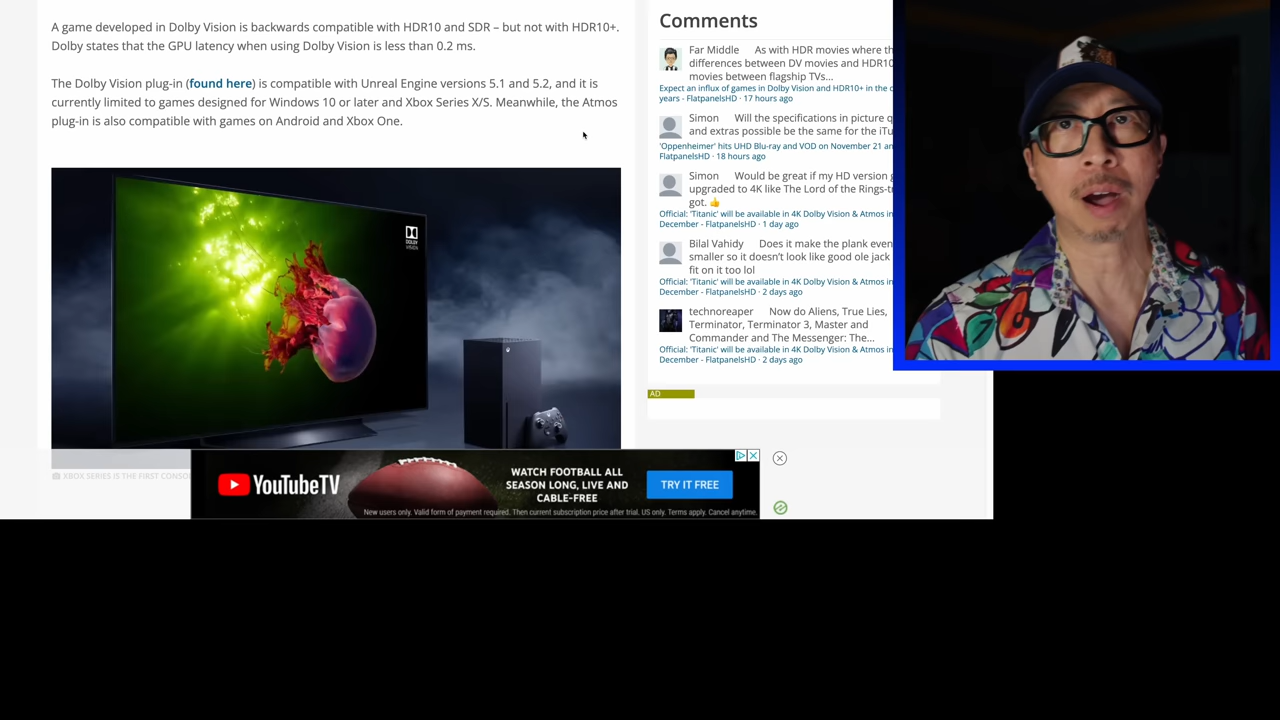 A game developed in Dolby Vision is backwards compatible with HDR10 and SDR – but not with HDR10+.
Dolby states that the GPU latency when using Dolby Vision is less than 0.2 ms.
The Dolby Vision plug-in (found here) is compatible with Unreal Engine versions 5.1 and 5.2, and it is
currently limited to games designed for Windows 10 or later and Xbox Series X/S. Meanwhile, the Atmos
plug-in is also compatible with games on Android and Xbox One.
DOLBY
VISION
XBOX SERIES IS THE FIRST CONSO
YouTubeTV
WATCH FOOTBALL ALL
SEASON LONG, LIVE AND
CABLE-FREE
TRY IT FREE
New users only. Valid form of payment required. Then current subscription price after trial. US only. Terms apply. Cancel anytime.
Comments
Far Middle As with HDR movies where th
differences between DV movies and HDR10
movies between flagship TVs...
Expect an influx of games in Dolby Vision and HDR10+ in the c
years - FlatpanelsHD · 17 hours ago
Simon Will the specifications in picture q
and extras possible be the same for the iTu
'Oppenheimer' hits UHD Blu-ray and VOD on November 21 an
FlatpanelsHD · 18 hours ago
Simon Would be great if my HD version g
upgraded to 4K like The Lord of the Rings-tr
got. 👍
Official: 'Titanic' will be available in 4K Dolby Vision & Atmos in
December - FlatpanelsHD · 1 day ago
Bilal Vahidy Does it make the plank even
smaller so it doesn't look like good ole jack
fit on it too lol
Official: 'Titanic' will be available in 4K Dolby Vision & Atmos in
December - FlatpanelsHD · 2 days ago
technoreaper Now do Aliens, True Lies,
Terminator, Terminator 3, Master and
Commander and The Messenger: The...
Official: 'Titanic' will be available in 4K Dolby Vision & Atmos in
December - FlatpanelsHD · 2 days ago
AD